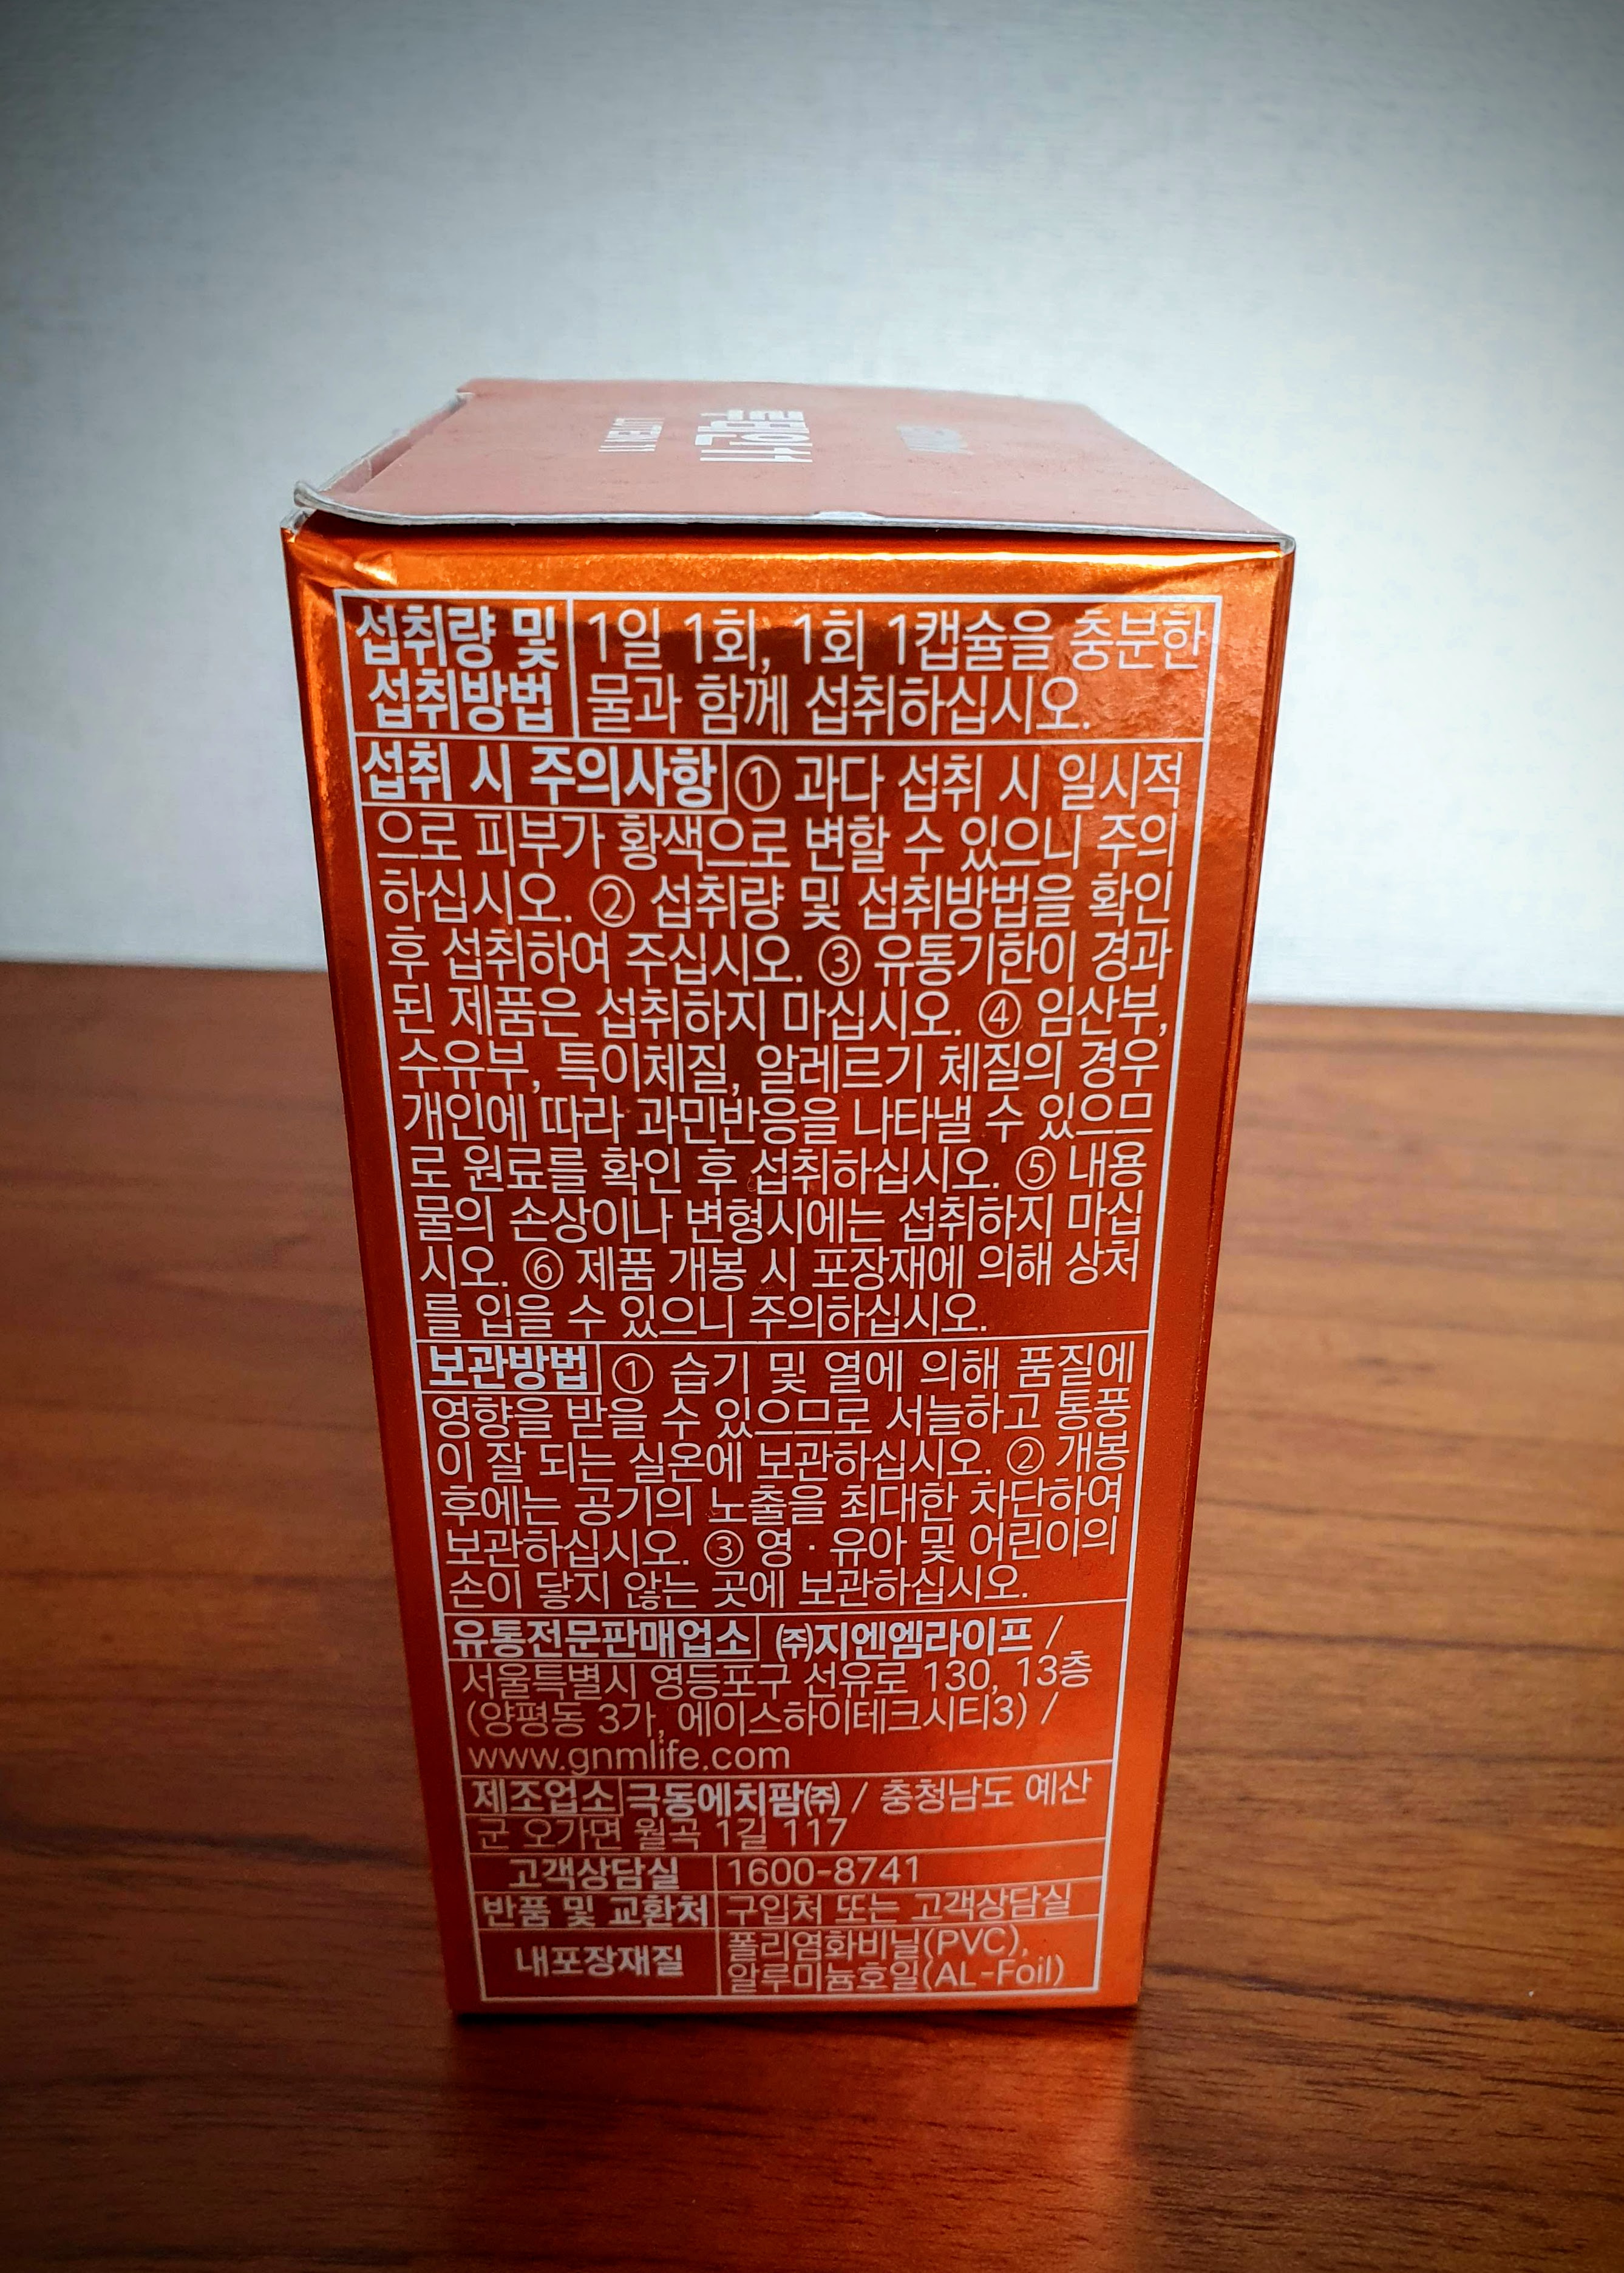 섭취량 및 섭취방법
1일 1회, 1회 1캡슐을 충분한
물과 함께 섭취하십시오.
섭취 시 주의사항 ① 과다 섭취 시 일시적
으로 피부가 황색으로 변할 수 있으니 주의
하십시오. ② 섭취량 및 섭취방법을 확인
후 섭취하여 주십시오. ③ 유통기한이 경과
된 제품은 섭취하지 마십시오. ④ 임산부,
수유부, 특이체질, 알레르기 체질의 경우
개인에 따라 과민반응을 나타낼 수 있으므
로 원료를 확인 후 섭취하십시오. ⑤ 내용
물의 손상이나 변형시에는 섭취하지 마십
시오. ⑥ 제품 개봉 시 포장재에 의해 상처
를 입을 수 있으니 주의하십시오.
보관방법 ① 습기 및 열에 의해 품질에
영향을 받을 수 있으므로 서늘하고 통풍
이 잘 되는 실온에 보관하십시오. ② 개봉
후에는 공기의 노출을 최대한 차단하여
보관하십시오. ③ 영·유아 및 어린이의
손이 닿지 않는 곳에 보관하십시오.
유통전문판매업소 ㈜지엔엠라이프 /
서울특별시 영등포구 선유로 130, 13층
(양평동 3가, 에이스하이테크시티3) /
www.gnmlife.com
제조업소 극동에치팜㈜ / 충청남도 예산
군 오가면 월곡 1길 117
고객상담실 1600-8741
반품 및 교환처 구입처 또는 고객상담실
내포장재질 폴리염화비닐(PVC),
알루미늄호일(AL-Foil)